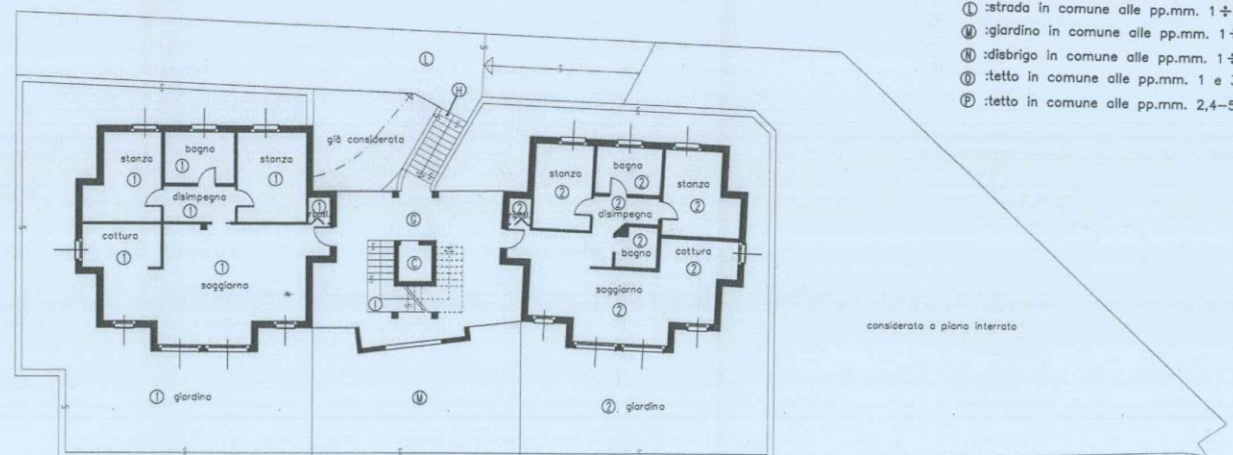 Ⓛ :strada in comune alle pp.mm. 1÷
Ⓜ :giardino in comune alle pp.mm. 1÷
Ⓝ :disbrigo in comune alle pp.mm. 1÷
Ⓞ :tetto in comune alle pp.mm. 1 e 3
Ⓟ :tetto in comune alle pp.mm. 2,4-5
S
Ⓛ
S
S
Ⓗ
S
già considerata
stanza
①
bagno
①
stanza
①
disimpegno
①
cottura
①
①
soggiorno
①
Ⓖ
Ⓒ
Ⓘ
②
stanza
②
bagno
②
stanza
②
②
disimpegno
②
bagno
cottura
②
soggiorno
②
considerata a piano interrato
① giardino
Ⓜ
② giardino
S
S
S